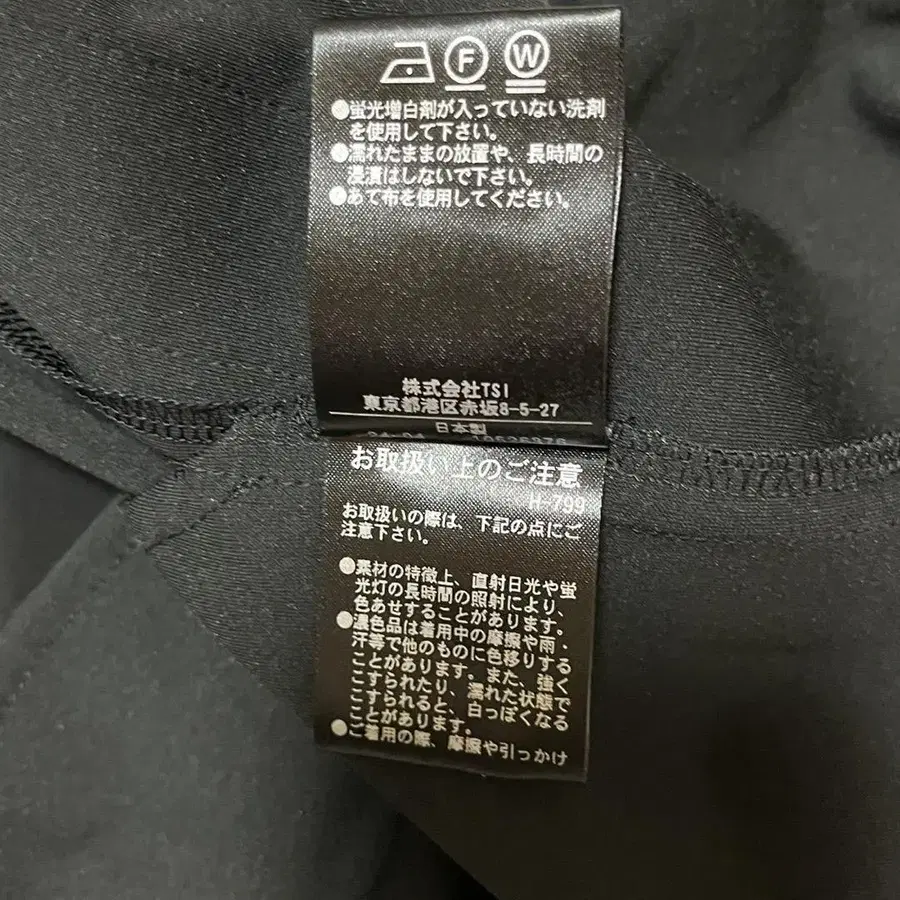 F W
●蛍光増白剤が入っていない洗剤
を使用して下さい。
●濡れたままの放置や、長時間の
浸漬はしないで下さい。
●あて布を使用してください。
株式会社TSI
東京都港区赤坂8-5-27
日本製
お取扱い上のご注意
H-799
お取扱いの際は、下記の点にご
注意下さい。
●素材の特徴上、直射日光や蛍
光灯の長時間の照射により、
色あせすることがあります。
●濃色品は着用中の摩擦や雨・
汗等で他のものに色移りする
ことがあります。また、強く
こすられたり、濡れた状態で
こすられると、白っぽくなる
ことがあります。
●ご着用の際、摩擦や引っかけ